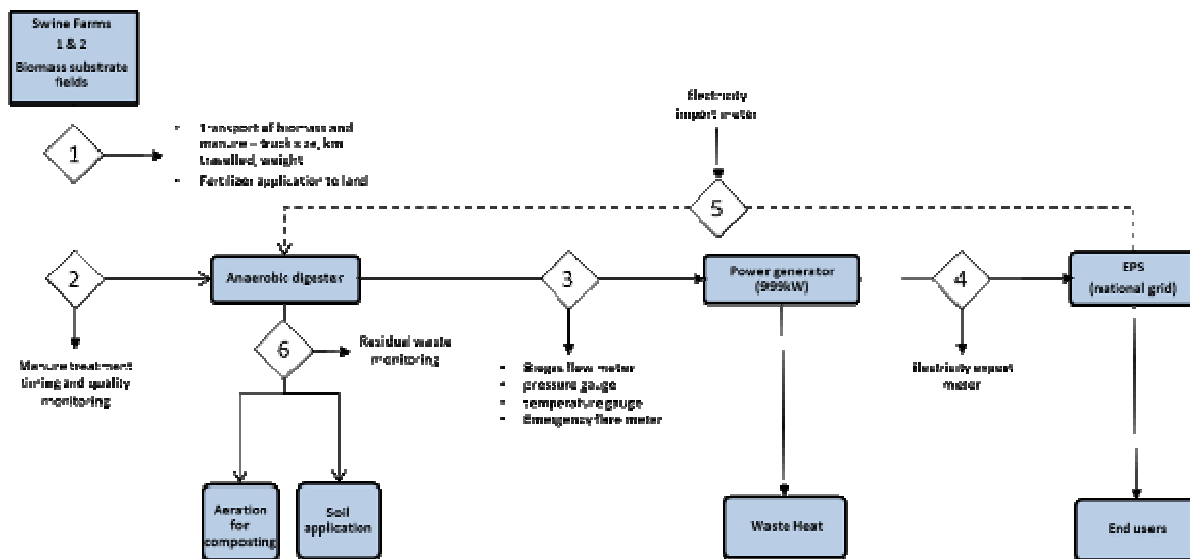 Swine Farms
1 & 2
Biomass substrate
fields
Electricity
import meter
1
• Transport of biomass and
manure – truck size, km
travelled, weight
• Fertilizer application to land
5
2
Anaerobic digester
3
Power generator
(999kW)
4
EPS
(national grid)
6
Residual waste
monitoring
Manure treatment
timing and quality
monitoring
• Biogas flow meter
• pressure gauge
• temperature gauge
• Emergency flare meter
Electricity export
meter
Aeration
for
composting
Soil
application
Waste Heat
End users